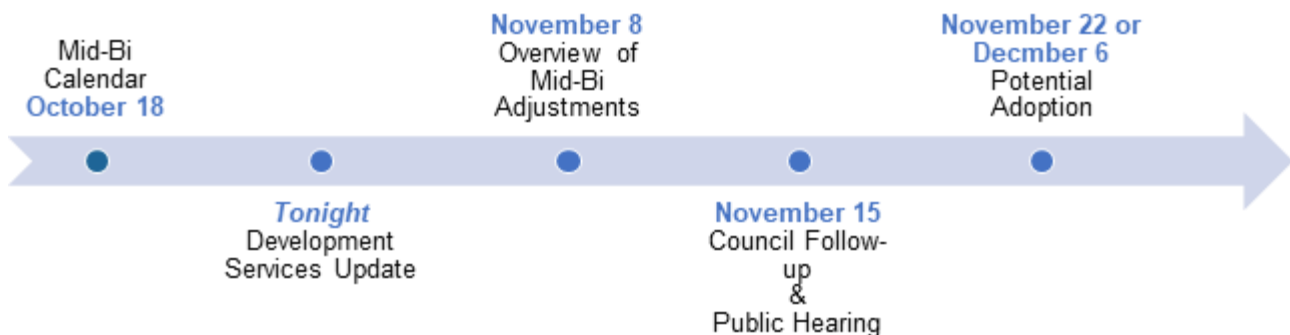 Mid-Bi
Calendar
October 18
Tonight
Development
Services Update
November 8
Overview of
Mid-Bi
Adjustments
November 15
Council Follow-
up
&
Public Hearing
November 22 or
Decmber 6
Potential
Adoption